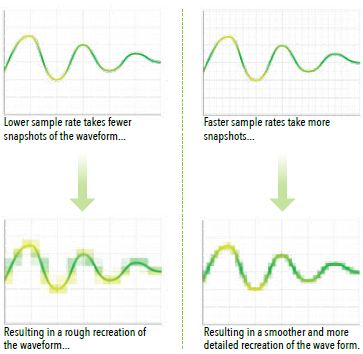 Lower sample rate takes fewer
snapshots of the waveform...
Faster sample rates take more
snapshots...
Resulting in a rough recreation of
the waveform...
Resulting in a smoother and more
detailed recreation of the wave form.